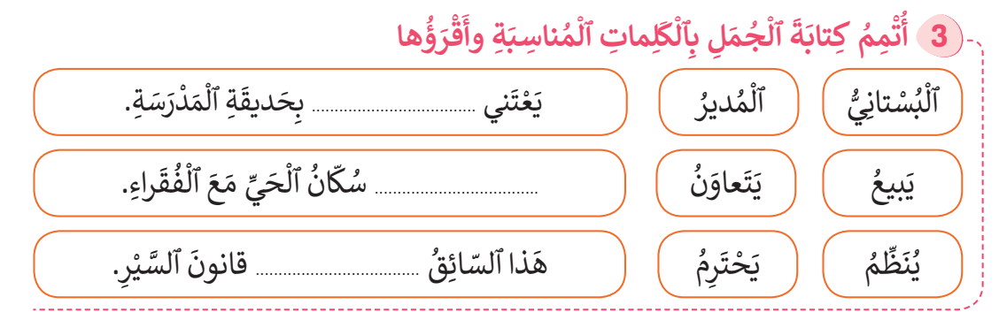 3 أُتْمِمُ كِتابَةَ ٱلْجُمَلِ بِٱلْكَلِماتِ ٱلْمُناسِبَةِ وأَقْرَؤُها
ٱلْبُسْتانِيُّ ٱلْمُديرُ يَعْتَني ................ بِحَديقَةِ ٱلْمَدْرَسَةِ.
يَبيعُ يَتَعاوَنُ ................ سُكّانُ ٱلْحَيِّ مَعَ ٱلْفُقَراءِ.
يُنَظِّمُ يَحْتَرِمُ هَذا ٱلسّائِقُ ................ قانونَ ٱلسَّيْرِ.